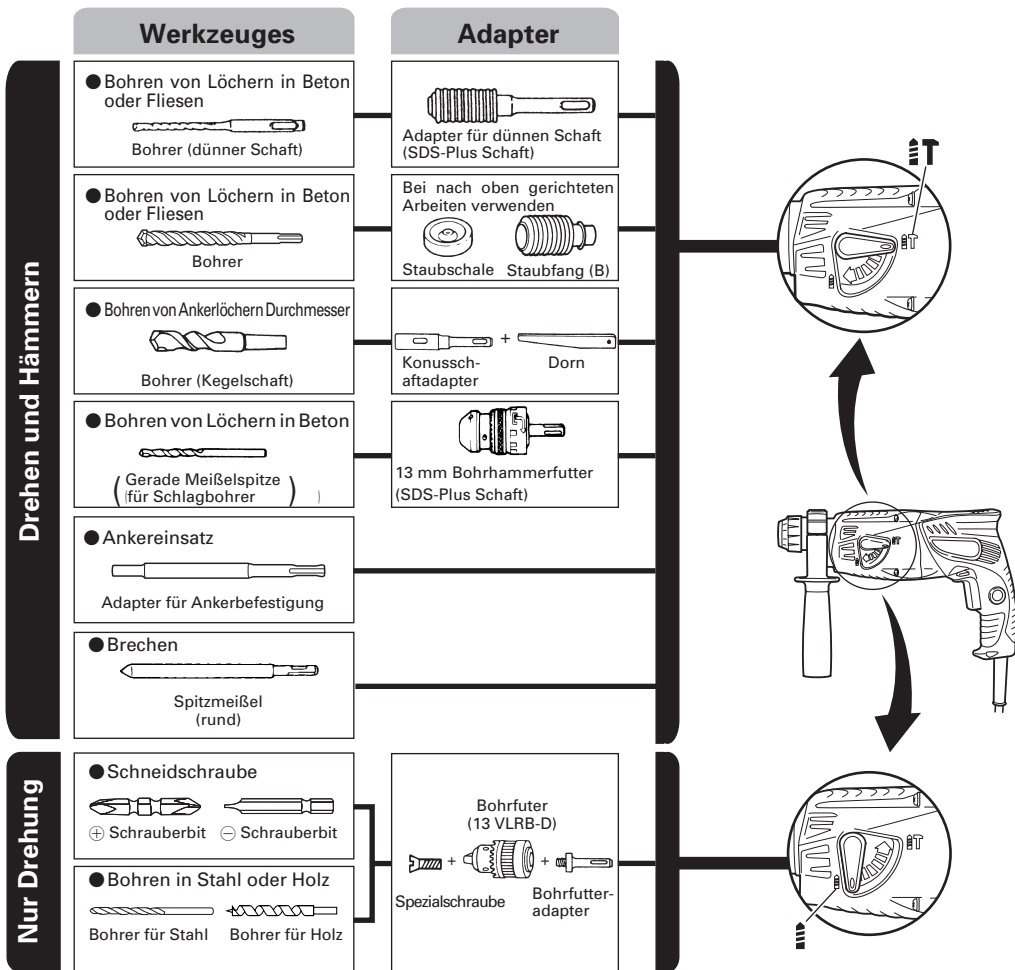 Werkzeuges
Adapter
Drehen und Hämmern
● Bohren von Löchern in Beton
oder Fliesen
Bohrer (dünner Schaft)
Adapter für dünnen Schaft
(SDS-Plus Schaft)
● Bohren von Löchern in Beton
oder Fliesen
Bohrer
Bei nach oben gerichteten
Arbeiten verwenden
Staubschale
Staubfang (B)
● Bohren von Ankerlöchern Durchmesser
Bohrer (Kegelschaft)
+
Konussch-
aftadapter
Dorn
● Bohren von Löchern in Beton
( Gerade Meißelspitze
für Schlagbohrer )
13 mm Bohrhammerfutter
(SDS-Plus Schaft)
● Ankereinsatz
Adapter für Ankerbefestigung
● Brechen
Spitzmeißel
(rund)
Nur Drehung
● Schneidschraube
⊕ Schrauberbit
⊖ Schrauberbit
● Bohren in Stahl oder Holz
Bohrer für Stahl
Bohrer für Holz
Bohrfuter
(13 VLRB-D)
+ +
Spezialschraube
Bohrfutter-
adapter